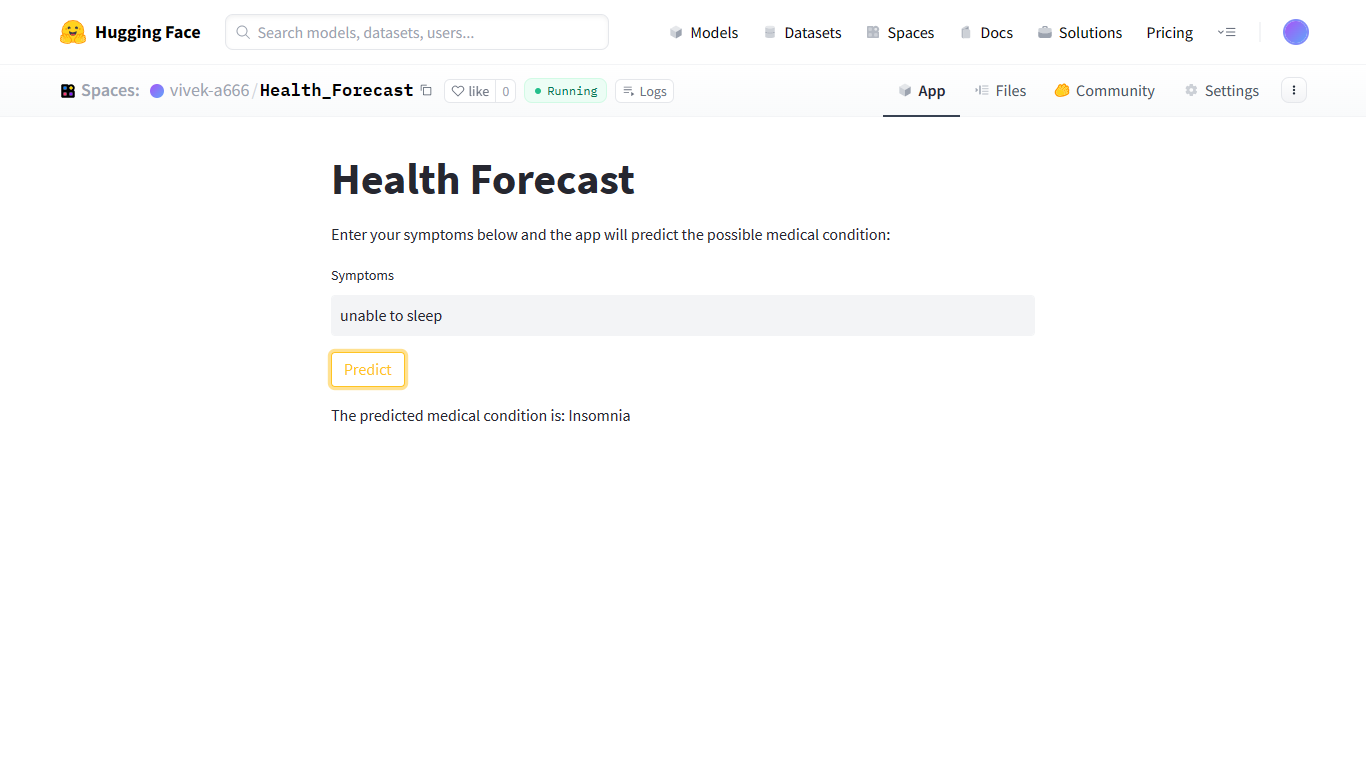 Hugging Face Search models, datasets, users... Models Datasets Spaces Docs Solutions Pricing
Spaces: vivek-a666/Health_Forecast like 0 Running Logs App Files Community Settings
Health Forecast
Enter your symptoms below and the app will predict the possible medical condition:
Symptoms
unable to sleep
Predict
The predicted medical condition is: Insomnia